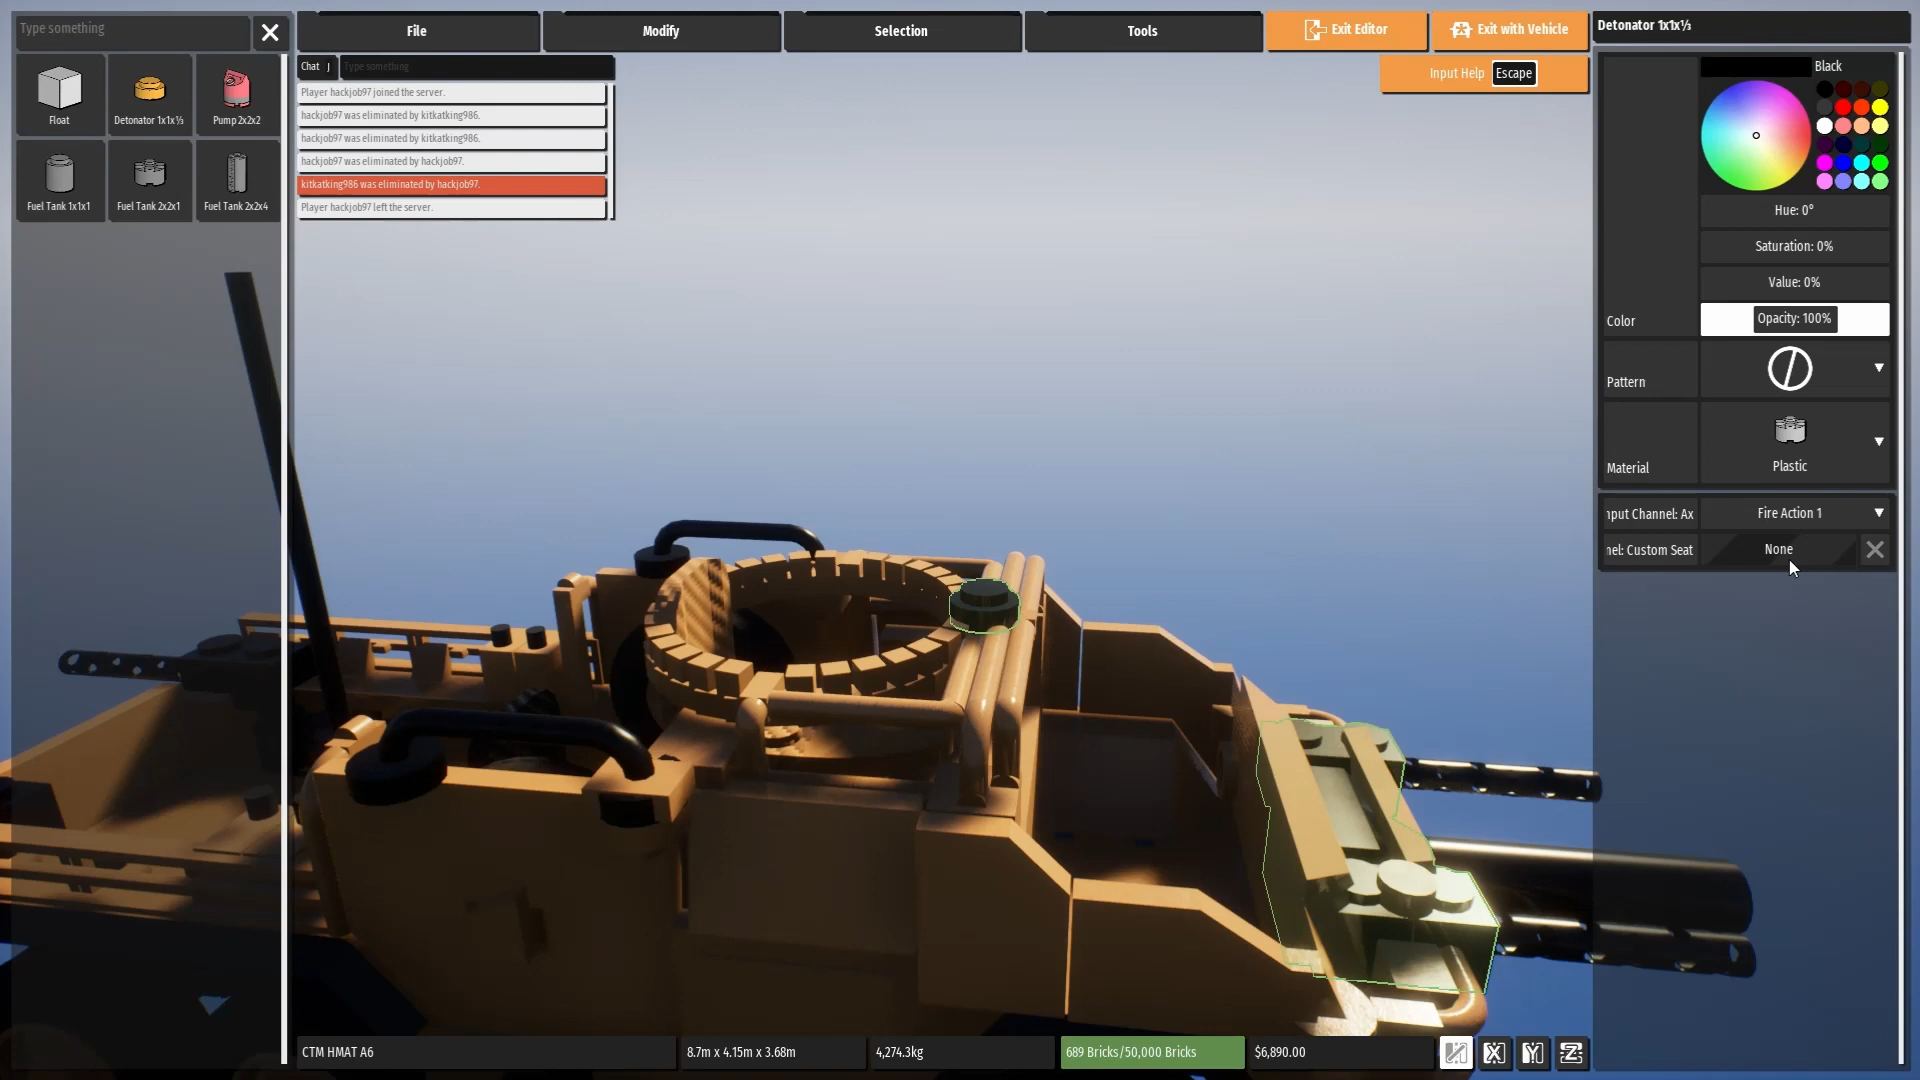 Type something
File
Modify
Selection
Tools
Exit Editor
Exit with Vehicle
Detonator 1x1x⅓
Chat J Type something
Input Help Escape
Float
Detonator 1x1x⅓
Pump 2x2x2
Fuel Tank 1x1x1
Fuel Tank 2x2x1
Fuel Tank 2x2x4
Player hackjob97 joined the server.
hackjob97 was eliminated by kitkatking986.
hackjob97 was eliminated by kitkatking986.
hackjob97 was eliminated by hackjob97.
kitkatking986 was eliminated by hackjob97.
Player hackjob97 left the server.
Black
Hue: 0°
Saturation: 0%
Value: 0%
Color
Opacity: 100%
Pattern
Material
Plastic
nput Channel: Ax
Fire Action 1
nel: Custom Seat
None
CTM HMAT A6
8.7m x 4.15m x 3.68m
4,274.3kg
689 Bricks/50,000 Bricks
$6,890.00
X
Y
Z